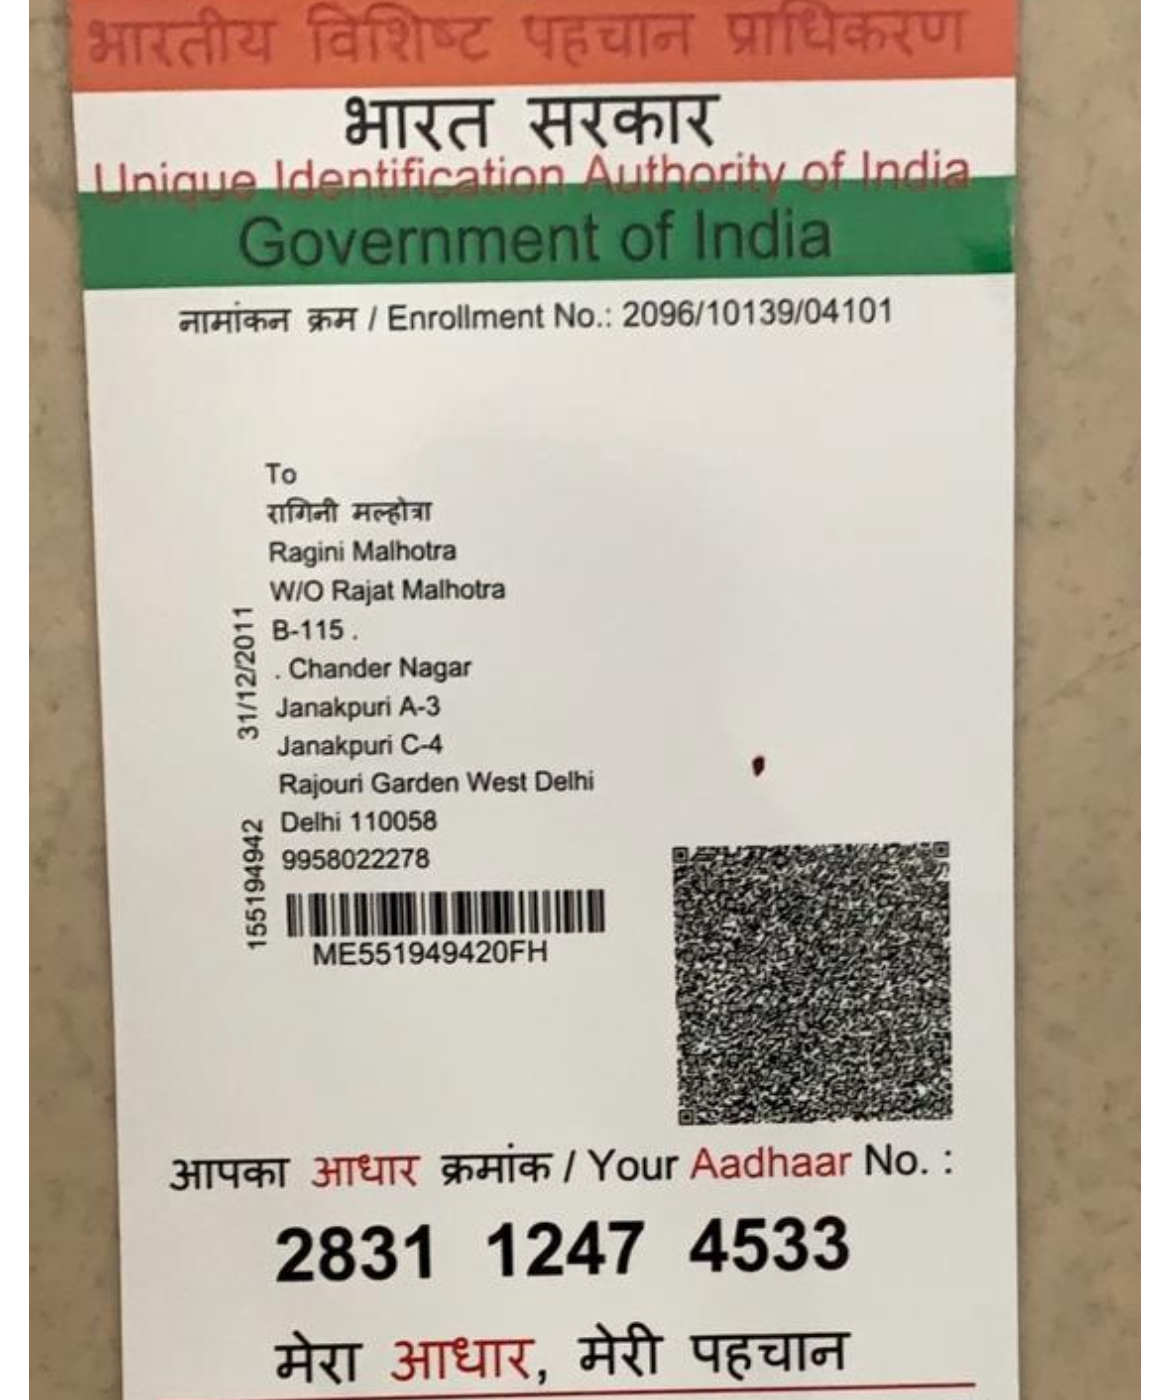 भारतीय विशिष्ट पहचान प्राधिकरण
भारत सरकार
Unique Identification Authority of India
Government of India
नामांकन क्रम / Enrollment No.: 2096/10139/04101
To
रागिनी मल्होत्रा
Ragini Malhotra
W/O Rajat Malhotra
B-115 .
. Chander Nagar
Janakpuri A-3
Janakpuri C-4
Rajouri Garden West Delhi
Delhi 110058
9958022278
31/12/2011
155194942
ME551949420FH
आपका आधार क्रमांक / Your Aadhaar No. :
2831 1247 4533
मेरा आधार, मेरी पहचान